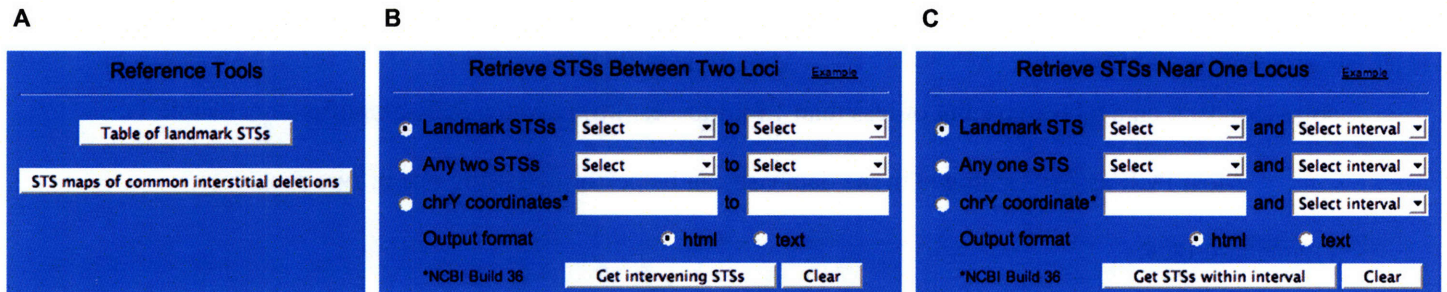 A
Reference Tools
Table of landmark STSs
STS maps of common interstitial deletions
B
Retrieve STSs Between Two Loci Example
Landmark STSs Select to Select
Any two STSs Select to Select
chrY coordinates* to
Output format html text
*NCBI Build 36 Get intervening STSs Clear
C
Retrieve STSs Near One Locus Example
Landmark STS Select and Select interval
Any one STS Select and Select interval
chrY coordinate* and Select interval
Output format html text
*NCBI Build 36 Get STSs within interval Clear